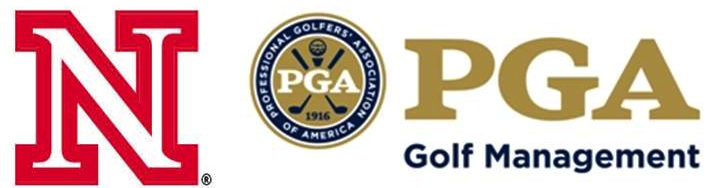 N
®
PROFESSIONAL GOLFERS' ASSOCIATION
PGA
1916
OF AMERICA
PGA
Golf Management